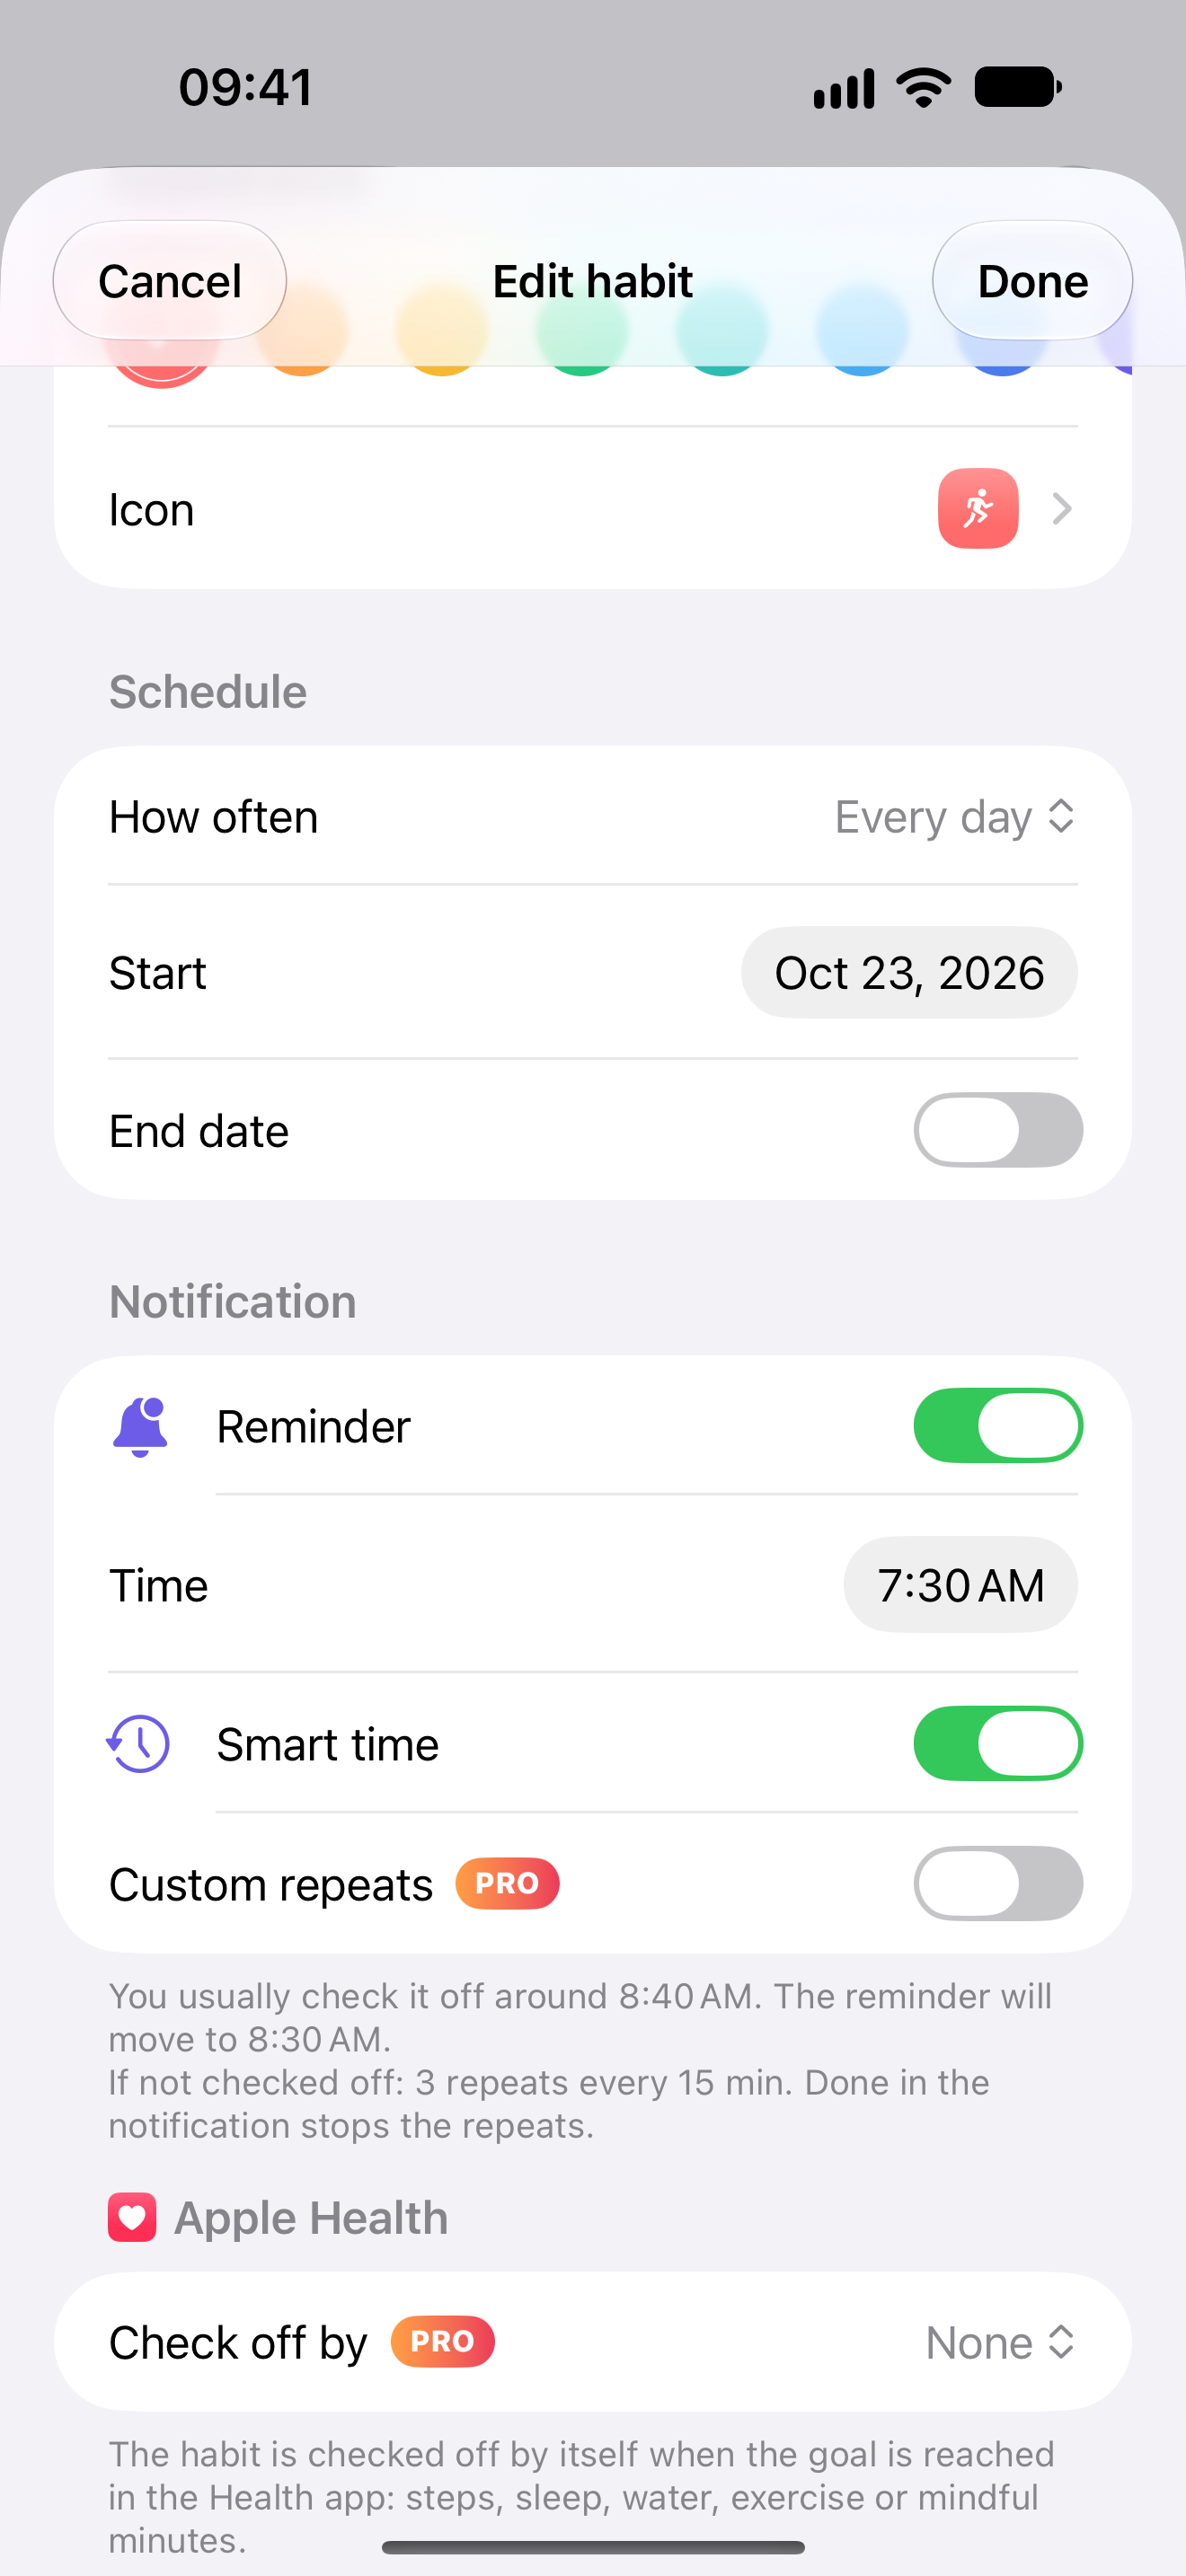 09:41
Cancel
Edit habit
Done
Icon
Schedule
How often
Every day
Start
Oct 23, 2026
End date
Notification
Reminder
Time
7:30 AM
Smart time
Custom repeats
PRO
You usually check it off around 8:40 AM. The reminder will
move to 8:30 AM.
If not checked off: 3 repeats every 15 min. Done in the
notification stops the repeats.
Apple Health
Check off by
PRO
None
The habit is checked off by itself when the goal is reached
in the Health app: steps, sleep, water, exercise or mindful
minutes.